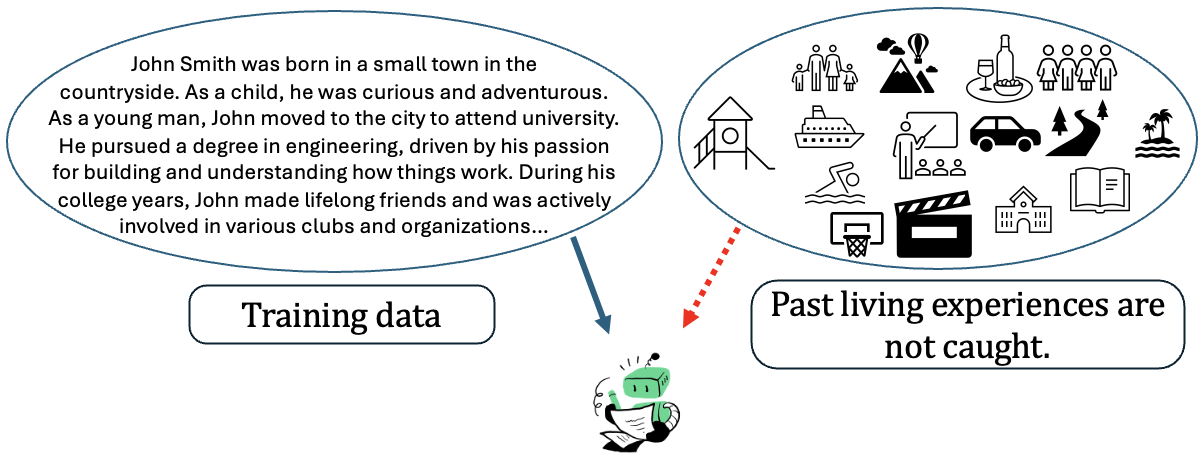 John Smith was born in a small town in the
countryside. As a child, he was curious and adventurous.
As a young man, John moved to the city to attend university.
He pursued a degree in engineering, driven by his passion
for building and understanding how things work. During his
college years, John made lifelong friends and was actively
involved in various clubs and organizations...
Training data
Past living experiences are
not caught.